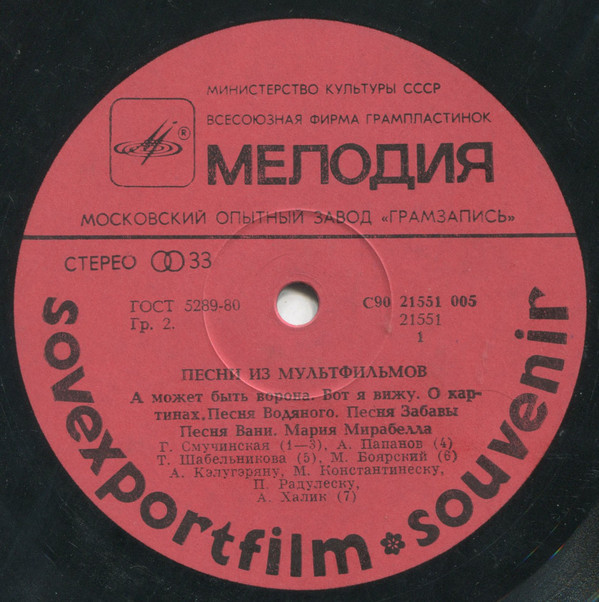 МИНИСТЕРСТВО КУЛЬТУРЫ СССР
ВСЕСОЮЗНАЯ ФИРМА ГРАМПЛАСТИНОК
®
МЕЛОДИЯ
МОСКОВСКИЙ ОПЫТНЫЙ ЗАВОД «ГРАМЗАПИСЬ»
СТЕРЕО 33
ГОСТ 5289-80
Гр. 2.
С90 21551 005
21551
1
ПЕСНИ ИЗ МУЛЬТФИЛЬМОВ
А может быть ворона. Вот я вижу. О кар-
тинах. Песня Водяного. Песня Забавы
Песня Вани. Мария Мирабелла
Г. Смучинская (1—3), А. Папанов (4)
Т. Шабельникова (5), М. Боярский (6)
А. Кэлугэряну, М. Константинеску,
П. Радулеску,
А. Халик (7)
sovexportfilm souvenir